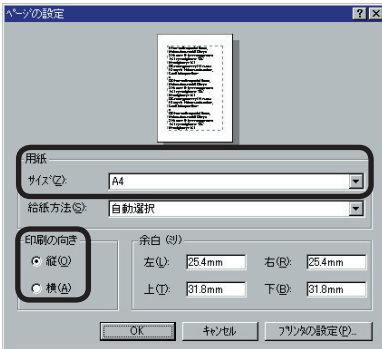 ページの設定
用紙
サイズ(Z): A4
給紙方法(S): 自動選択
印刷の向き
縦(O)
横(A)
余白 (ミリ)
左(L): 25.4mm 右(R): 25.4mm
上(T): 31.8mm 下(B): 31.8mm
OK キャンセル プリンタの設定(P)...